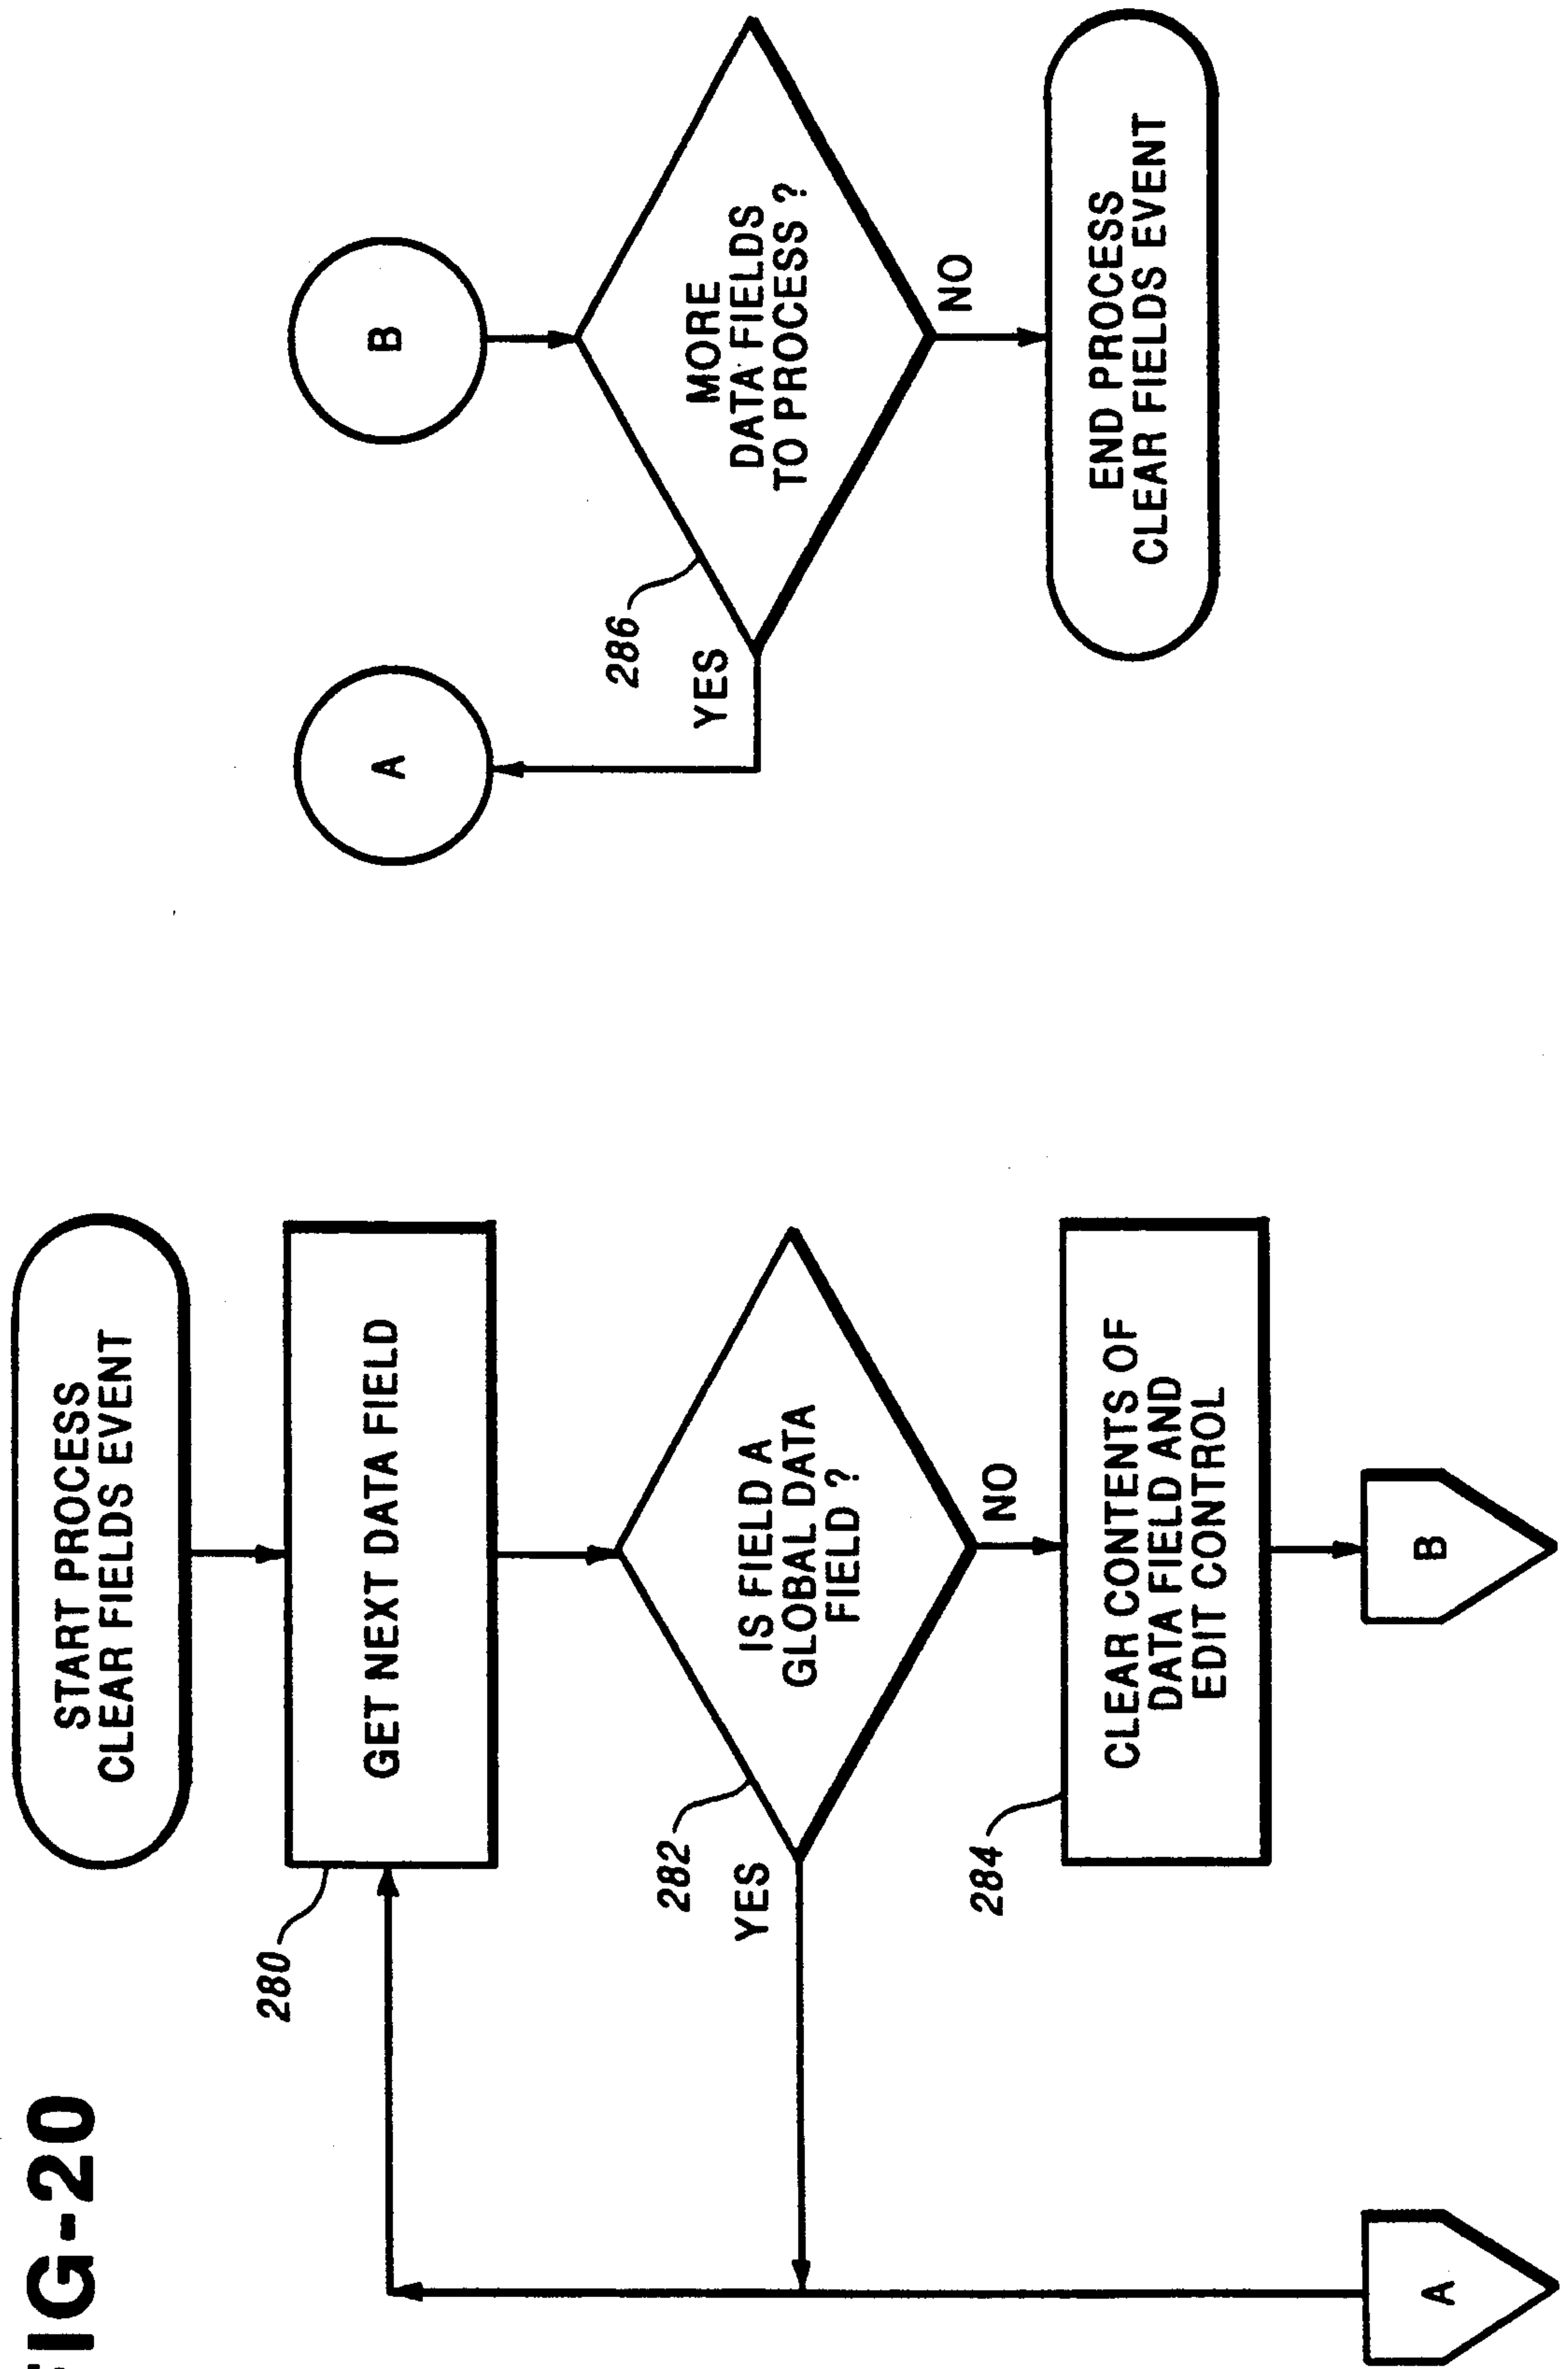 FIG-20
START PROCESS
CLEAR FIELDS EVENT
280
GET NEXT DATA FIELD
282
IS FIELD A
GLOBAL DATA
FIELD ?
YES
NO
284
CLEAR CONTENTS OF
DATA FIELD AND
EDIT CONTROL
A
B
A
B
286
MORE
DATA FIELDS
TO PROCESS ?
YES
NO
END PROCESS
CLEAR FIELDS EVENT